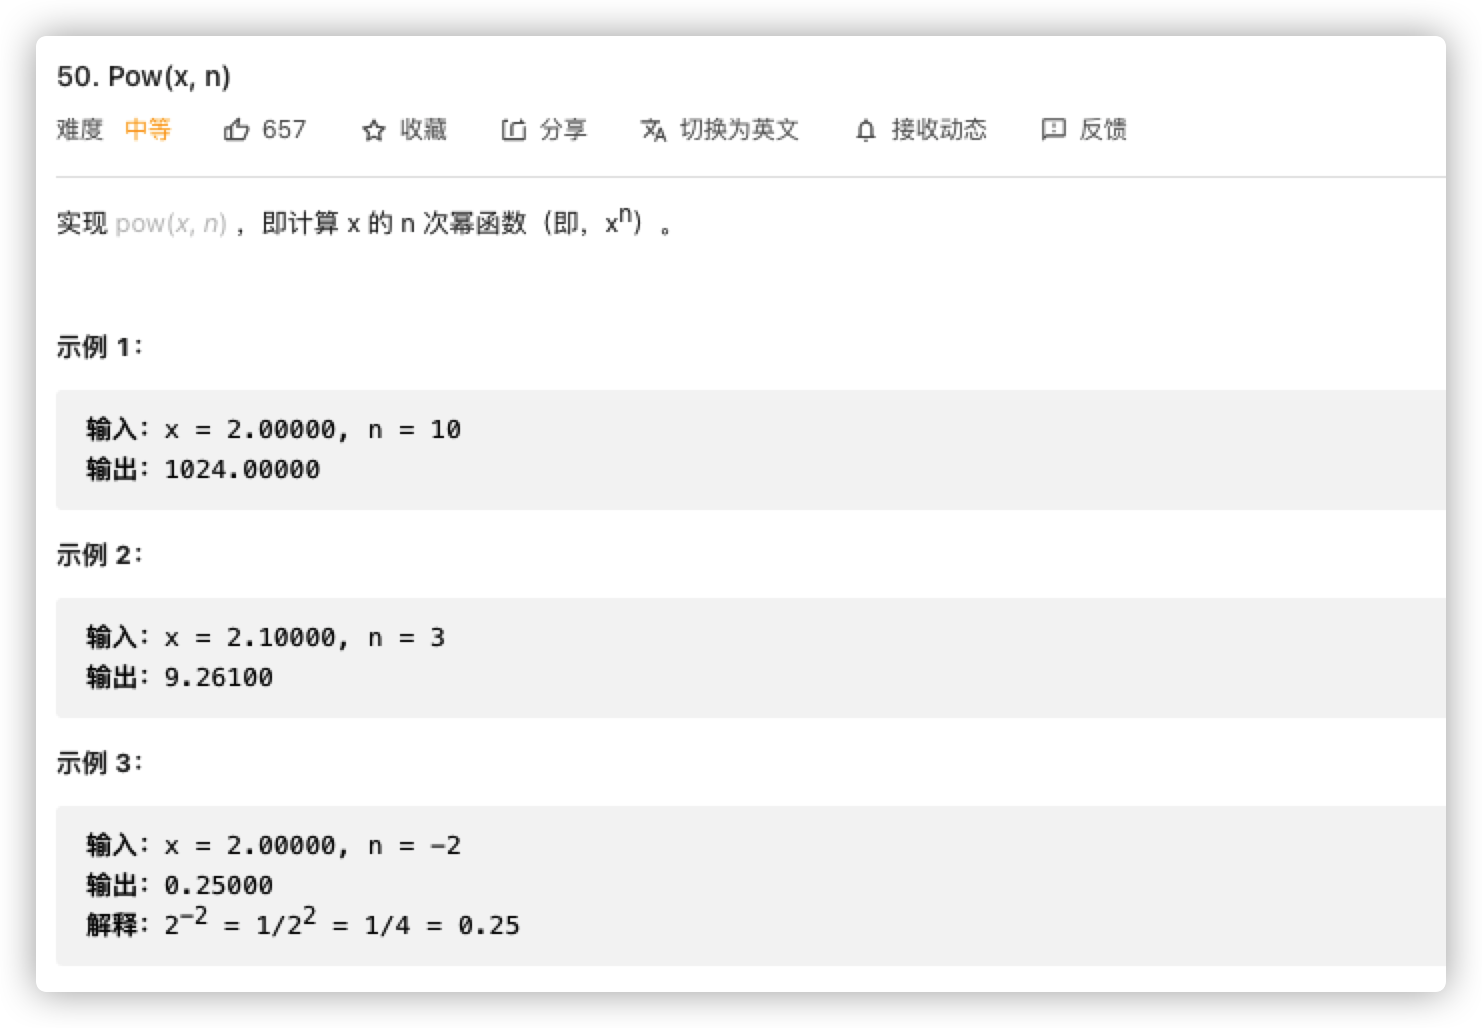 50. Pow(x, n)
难度 中等 657 收藏 分享 切换为英文 接收动态 反馈
实现 pow(x, n) ，即计算 x 的 n 次幂函数（即，xⁿ）。
示例 1：
输入：x = 2.00000, n = 10
输出：1024.00000
示例 2：
输入：x = 2.10000, n = 3
输出：9.26100
示例 3：
输入：x = 2.00000, n = -2
输出：0.25000
解释：2⁻² = 1/2² = 1/4 = 0.25